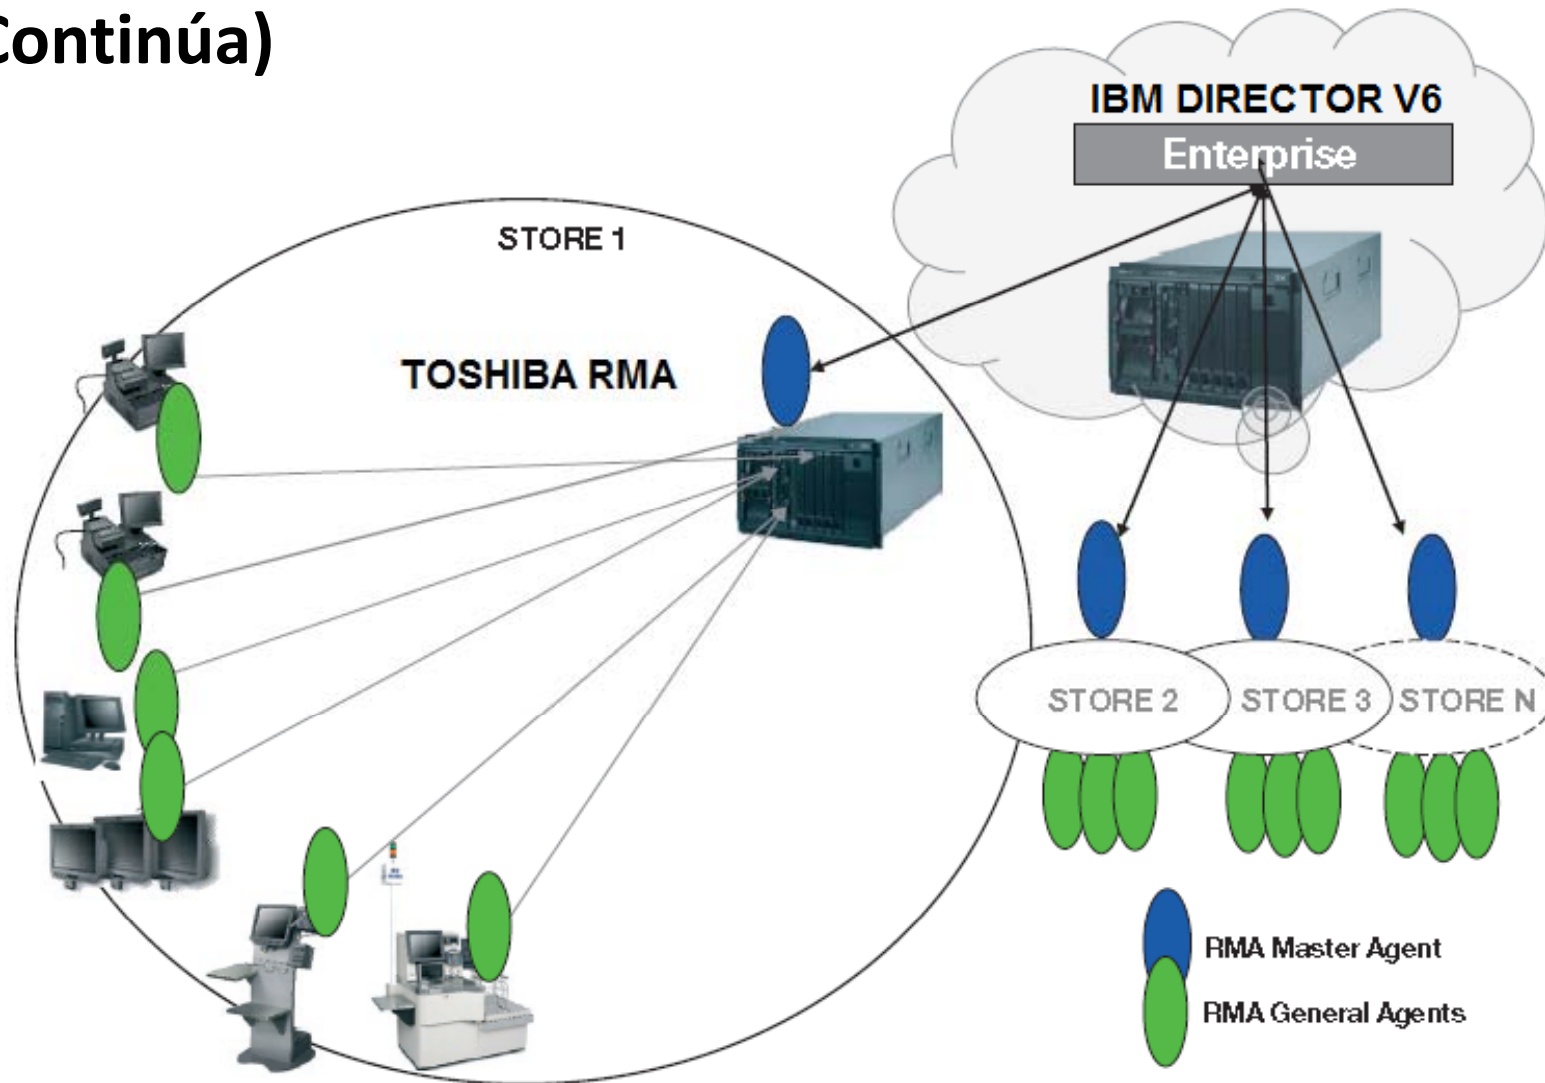 Continúa)
IBM DIRECTOR V6
Enterprise
STORE 1
TOSHIBA RMA
STORE 2
STORE 3
STORE N
RMA Master Agent
RMA General Agents